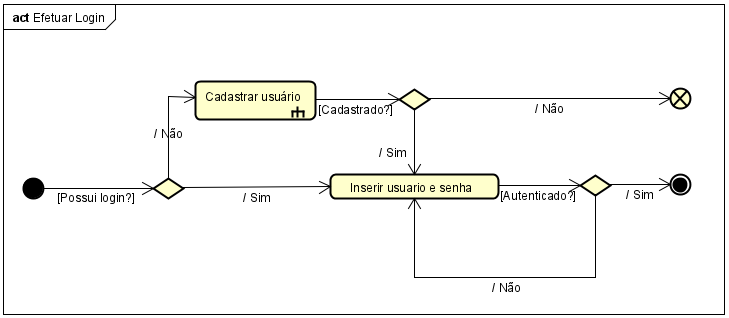 act Efetuar Login
Cadastrar usuário
[Cadastrado?]
/ Não
/ Não
/ Sim
Inserir usuario e senha
[Possui login?]
/ Sim
[Autenticado?]
/ Sim
/ Não